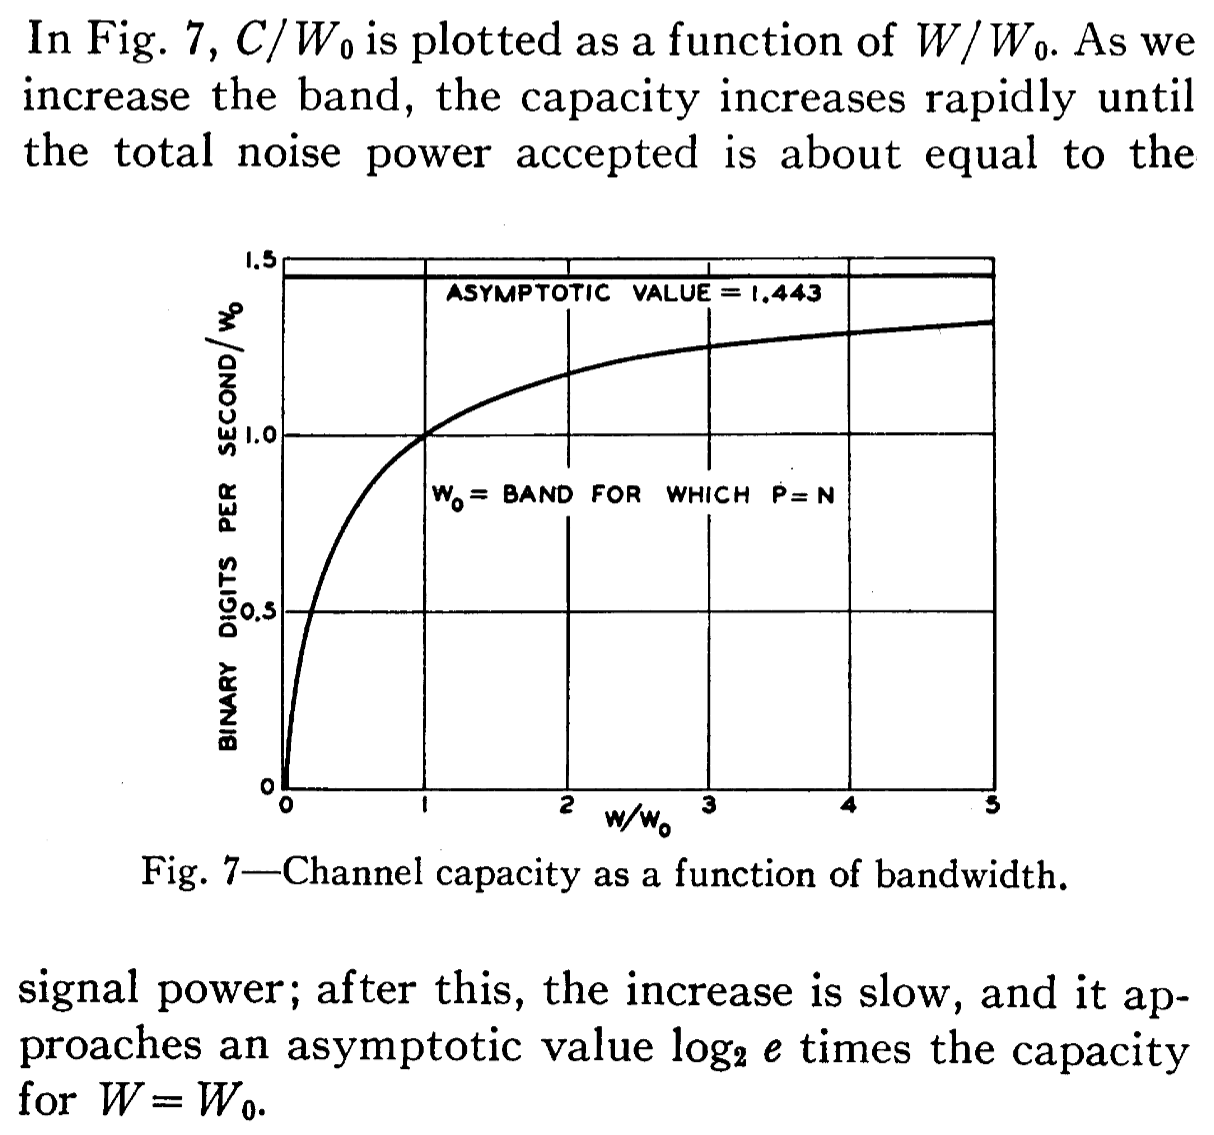 In Fig. 7, C/W₀ is plotted as a function of W/W₀. As we
increase the band, the capacity increases rapidly until
the total noise power accepted is about equal to the
1.5
ASYMPTOTIC VALUE = 1.443
BINARY DIGITS PER SECOND/W₀
1.0
W₀ = BAND FOR WHICH P = N
0.5
0
0 1 2 3 4 5
W/W₀
Fig. 7—Channel capacity as a function of bandwidth.
signal power; after this, the increase is slow, and it ap-
proaches an asymptotic value log₂ e times the capacity
for W = W₀.